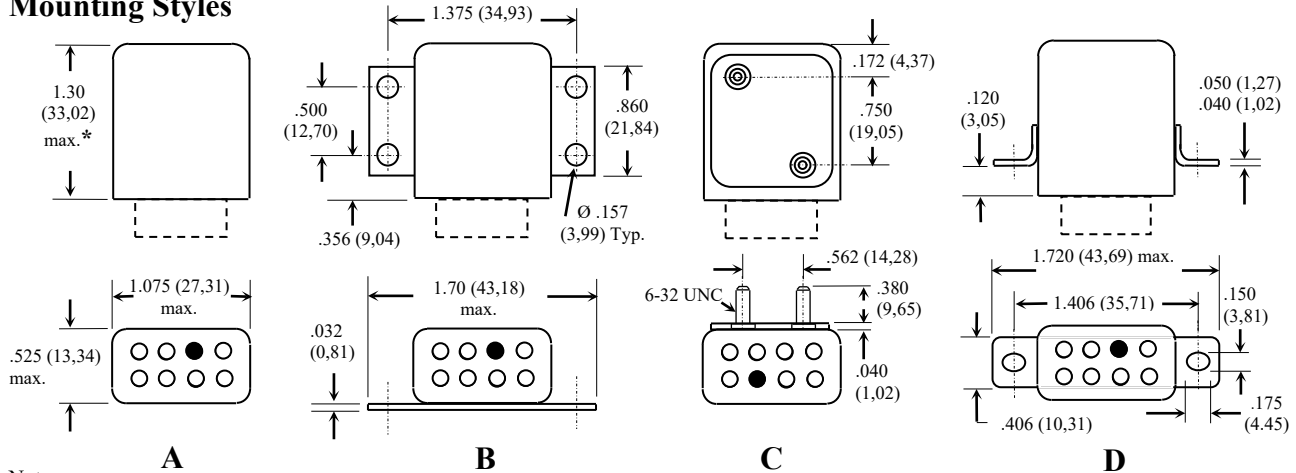 Mounting Styles
1.30
(33,02)
max.*
1.075 (27,31)
max.
.525 (13,34)
max.
A
1.375 (34,93)
.500
(12,70)
.860
(21,84)
.356 (9,04)
Ø .157
(3,99) Typ.
1.70 (43,18)
max.
.032
(0,81)
B
.172 (4,37)
.750
(19,05)
.562 (14,28)
6-32 UNC
.380
(9,65)
.040
(1,02)
C
.120
(3,05)
.050 (1,27)
.040 (1,02)
1.720 (43,69) max.
1.406 (35,71)
.150
(3,81)
.406 (10,31)
.175
(4.45)
D